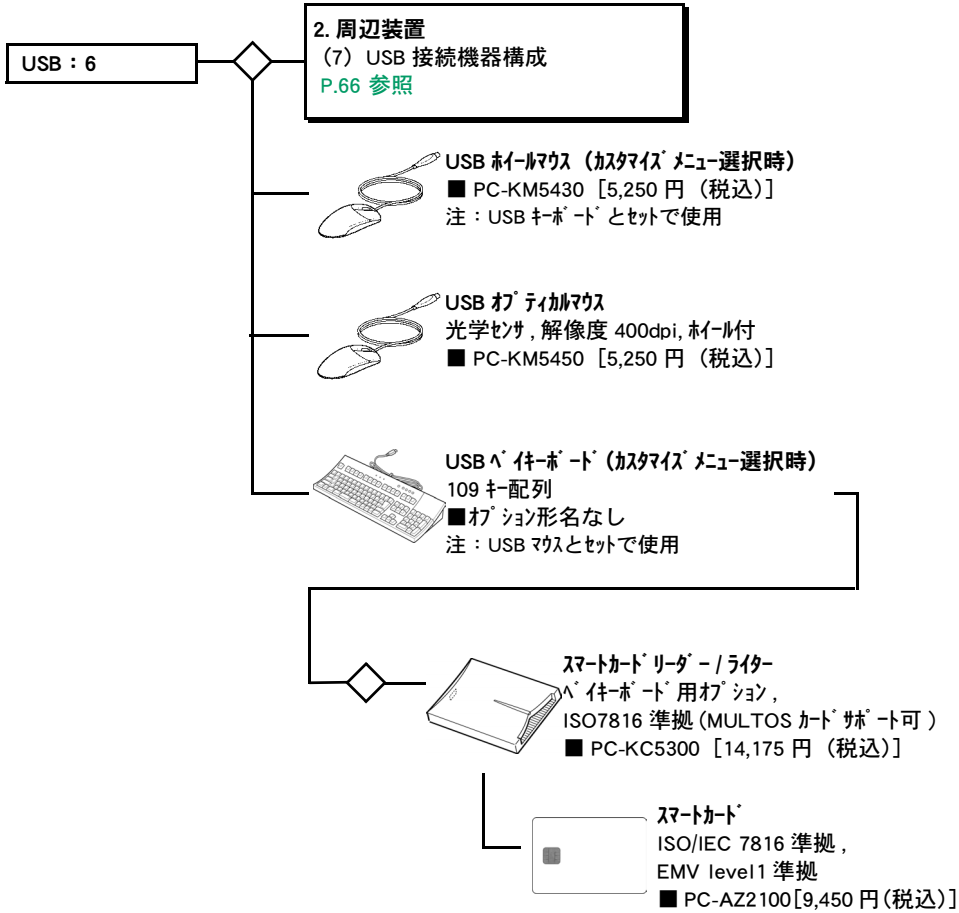 USB：6
2. 周辺装置
（7）USB 接続機器構成
P.66 参照
USB ﾎｲｰﾙﾏｳｽ（ｶｽﾀﾏｲｽﾞﾒﾆｭｰ選択時）
■ PC-KM5430［5,250 円（税込）］
注：USB ｷｰﾎﾞｰﾄﾞとｾｯﾄで使用
USB ｵﾌﾟﾃｨｶﾙﾏｳｽ
光学ｾﾝｻ , 解像度 400dpi, ﾎｲｰﾙ付
■ PC-KM5450［5,250 円（税込）］
USB ﾍﾞｲｷｰﾎﾞｰﾄﾞ（ｶｽﾀﾏｲｽﾞﾒﾆｭｰ選択時）
109 ｷｰ配列
■ｵﾌﾟｼｮﾝ形名なし
注：USB ﾏｳｽとｾｯﾄで使用
ｽﾏｰﾄｶｰﾄﾞﾘｰﾀﾞｰ / ﾗｲﾀｰ
ﾍﾞｲｷｰﾎﾞｰﾄﾞ用ｵﾌﾟｼｮﾝ ,
ISO7816 準拠 (MULTOS ｶｰﾄﾞｻﾎﾟｰﾄ可 )
■ PC-KC5300［14,175 円（税込）］
ｽﾏｰﾄｶｰﾄﾞ
ISO/IEC 7816 準拠 ,
EMV level1 準拠
■ PC-AZ2100［9,450 円（税込）］